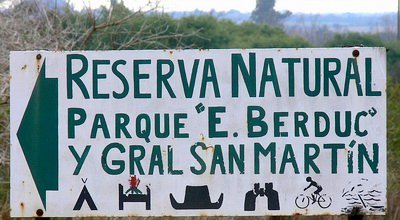 RESERVA NATURAL
PARQUE "E. BERDUC"
Y GRAL SAN MARTÍN